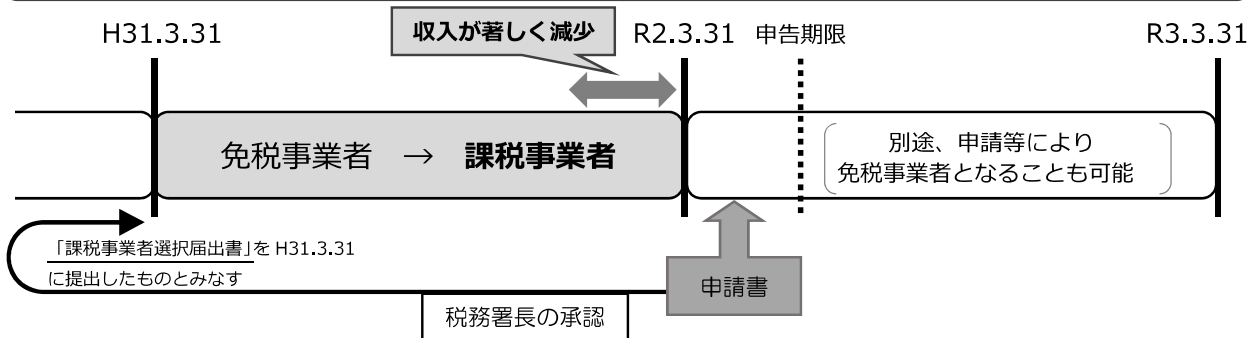 収入が著しく減少
H31.3.31
R2.3.31
申告期限
R3.3.31
免税事業者 → 課税事業者
別途、申請等により
免税事業者となることも可能
「課税事業者選択届出書」を H31.3.31
に提出したものとみなす
申請書
税務署長の承認